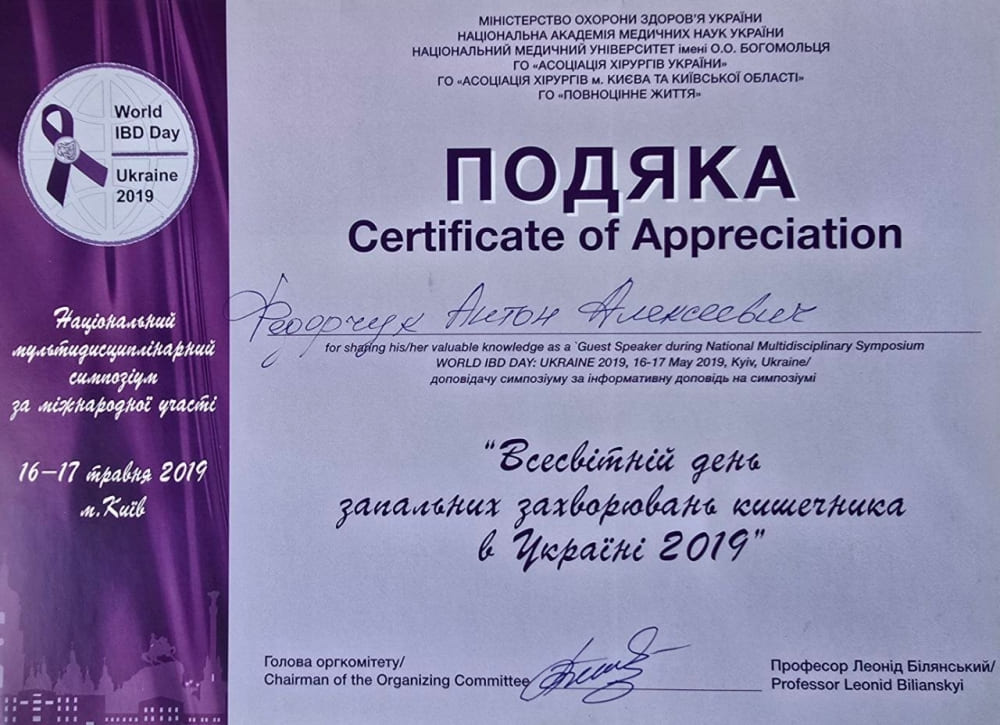 МІНІСТЕРСТВО ОХОРОНИ ЗДОРОВ'Я УКРАЇНИ
НАЦІОНАЛЬНА АКАДЕМІЯ МЕДИЧНИХ НАУК УКРАЇНИ
НАЦІОНАЛЬНИЙ МЕДИЧНИЙ УНІВЕРСИТЕТ імені О.О. БОГОМОЛЬЦЯ
ГО «АСОЦІАЦІЯ ХІРУРГІВ УКРАЇНИ»
ГО «АСОЦІАЦІЯ ХІРУРГІВ м. КИЄВА ТА КИЇВСЬКОЇ ОБЛАСТІ»
ГО «ПОВНОЦІННЕ ЖИТТЯ»
World
IBD Day
Ukraine
2019
ПОДЯКА
Certificate of Appreciation
Федорчук Антон Алексеевич
for sharing his/her valuable knowledge as a `Guest Speaker during National Multidisciplinary Symposium
WORLD IBD DAY: UKRAINE 2019, 16-17 May 2019, Kyiv, Ukraine/
доповідачу симпозіуму за інформативну доповідь на симпозіумі
Національний
мультидисциплінарний
симпозіум
за міжнародної участі
16–17 травня 2019
м.Київ
"Всесвітній день
запальних захворювань кишечника
в Україні 2019"
Голова оргкомітету/
Chairman of the Organizing Committee
Професор Леонід Білянський/
Professor Leonid Bilianskyi